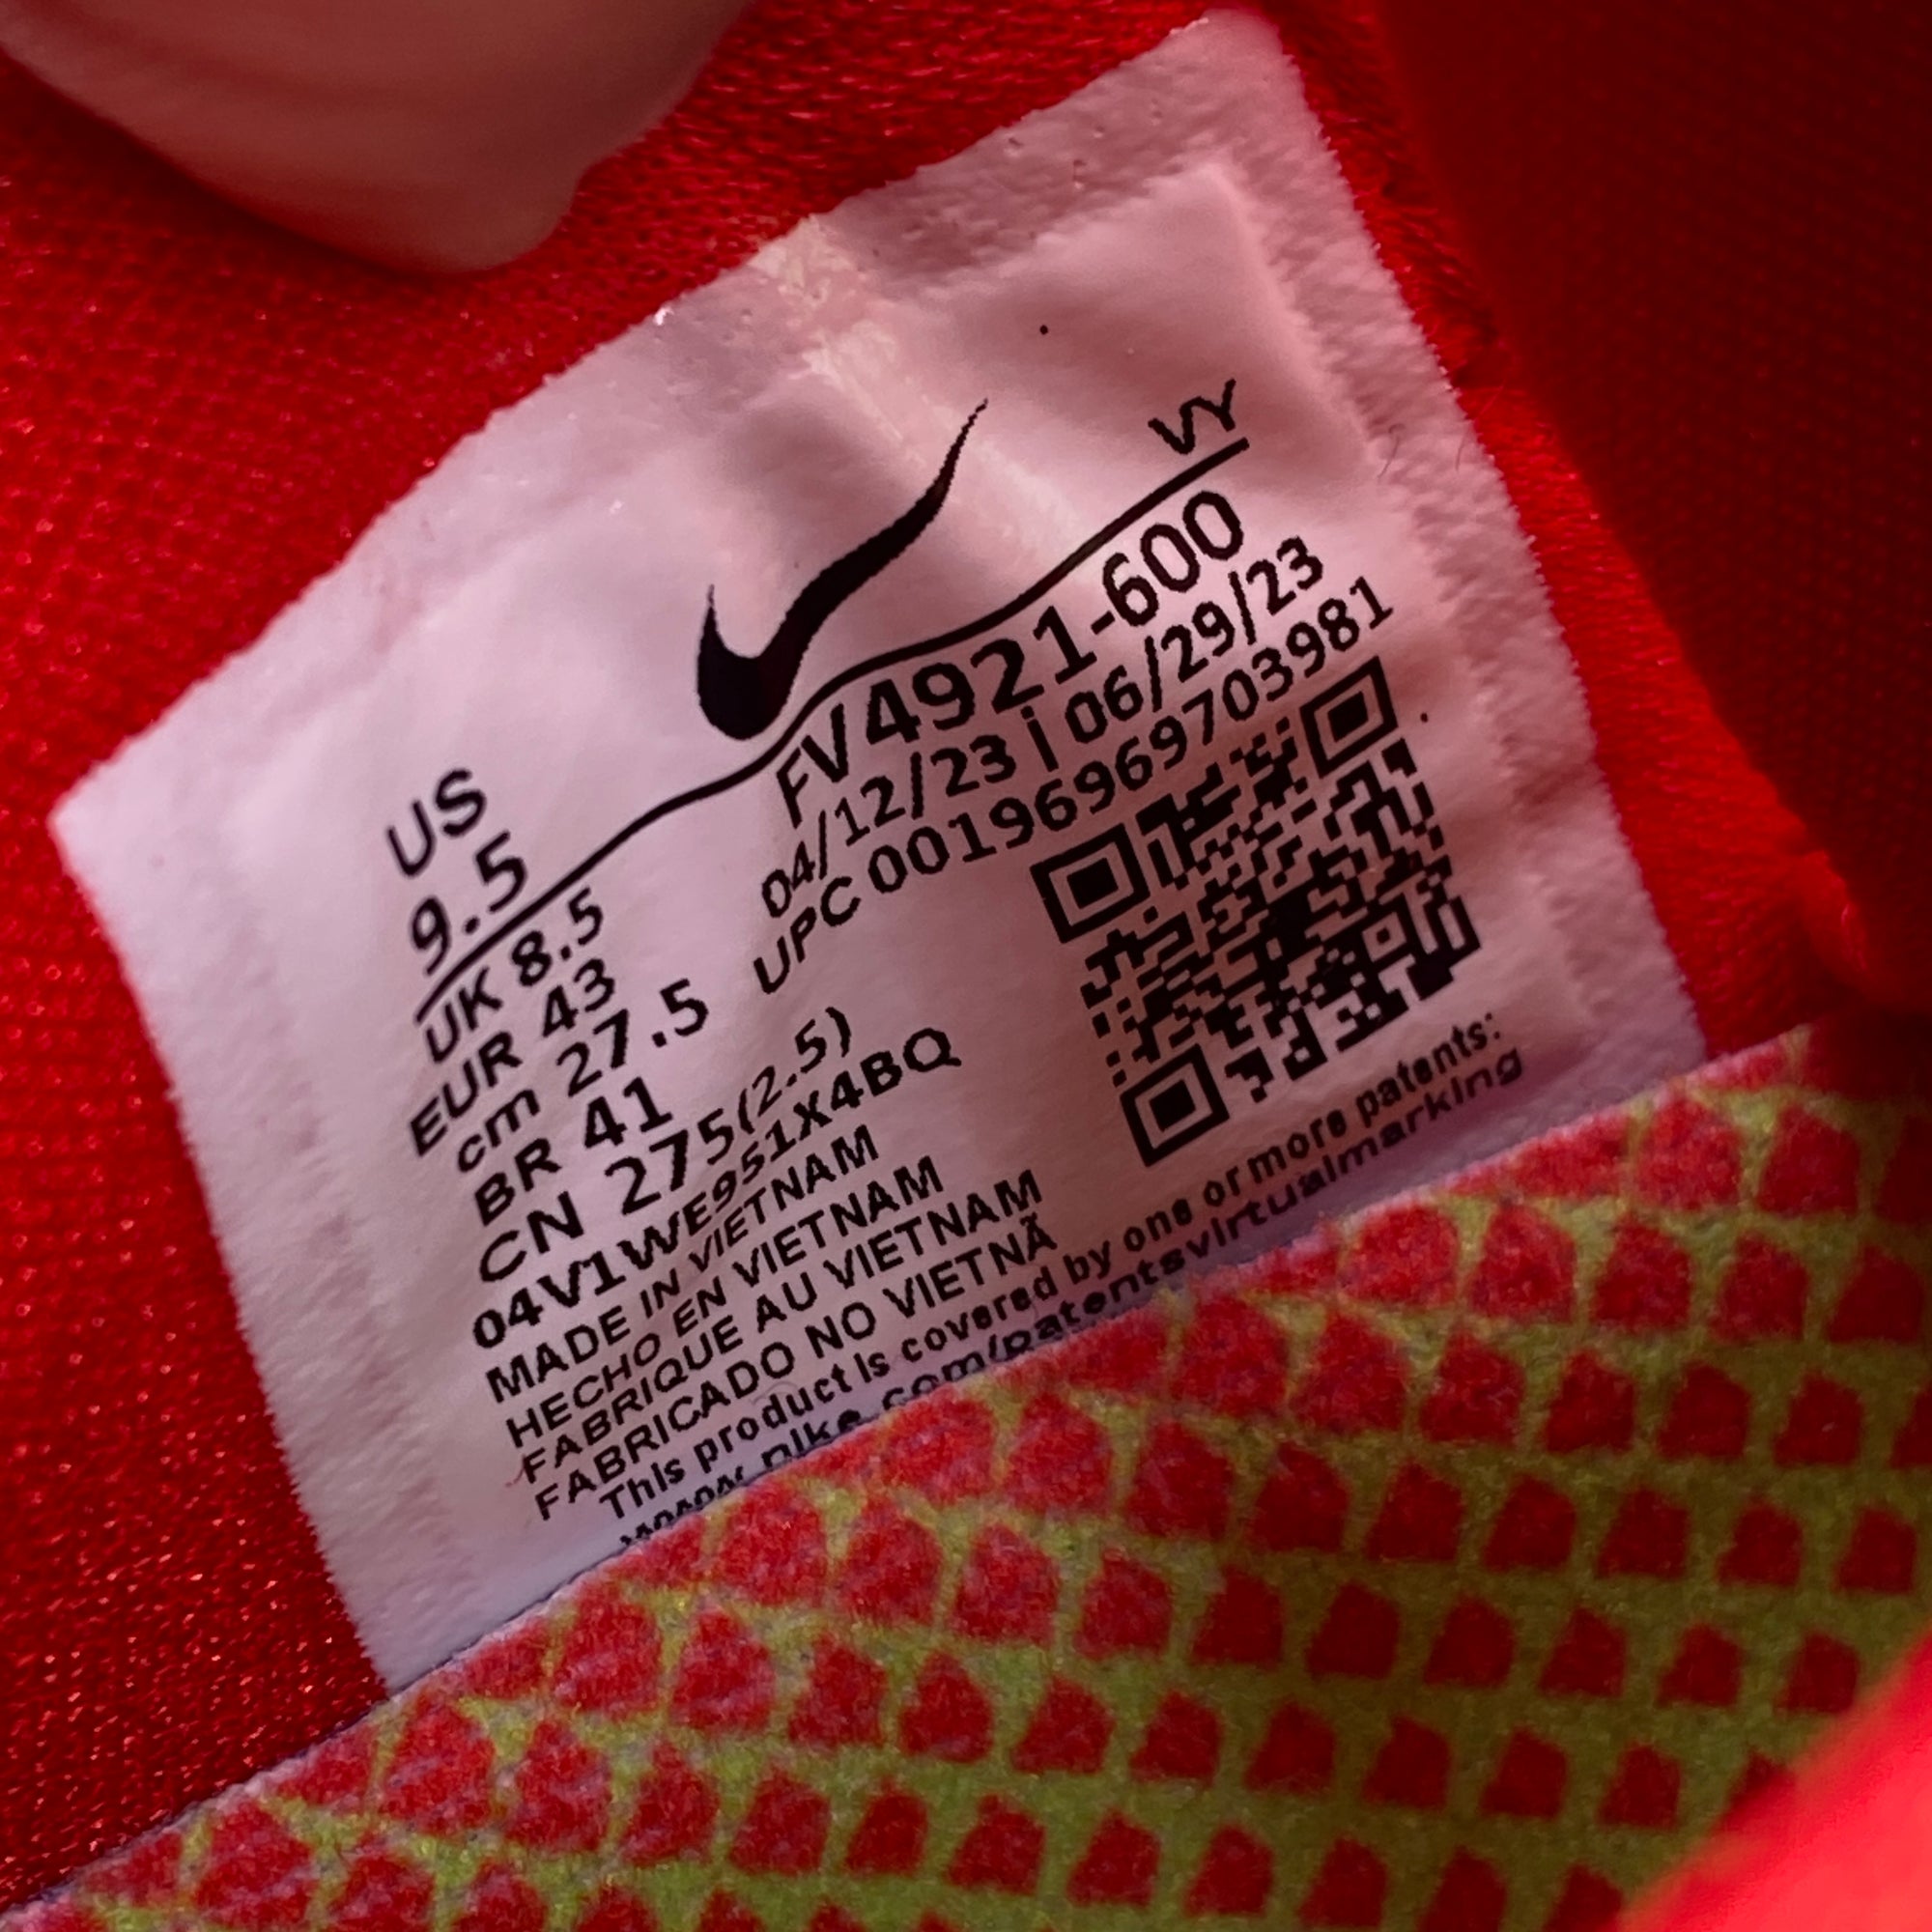 VY
US
9.5
FV4921-600
04/12/23 | 06/29/23
UPC 00196969703981
UK 8.5
EUR 43
cm 27.5
BR 41
CN 275(2.5)
04V1WE951X4BQ
MADE IN VIETNAM
HECHO EN VIETNAM
FABRIQUE AU VIETNAM
FABRICADO NO VIETNÃ
This product is covered by one or more patents:
www.nike.com/patentsvirtualmarking